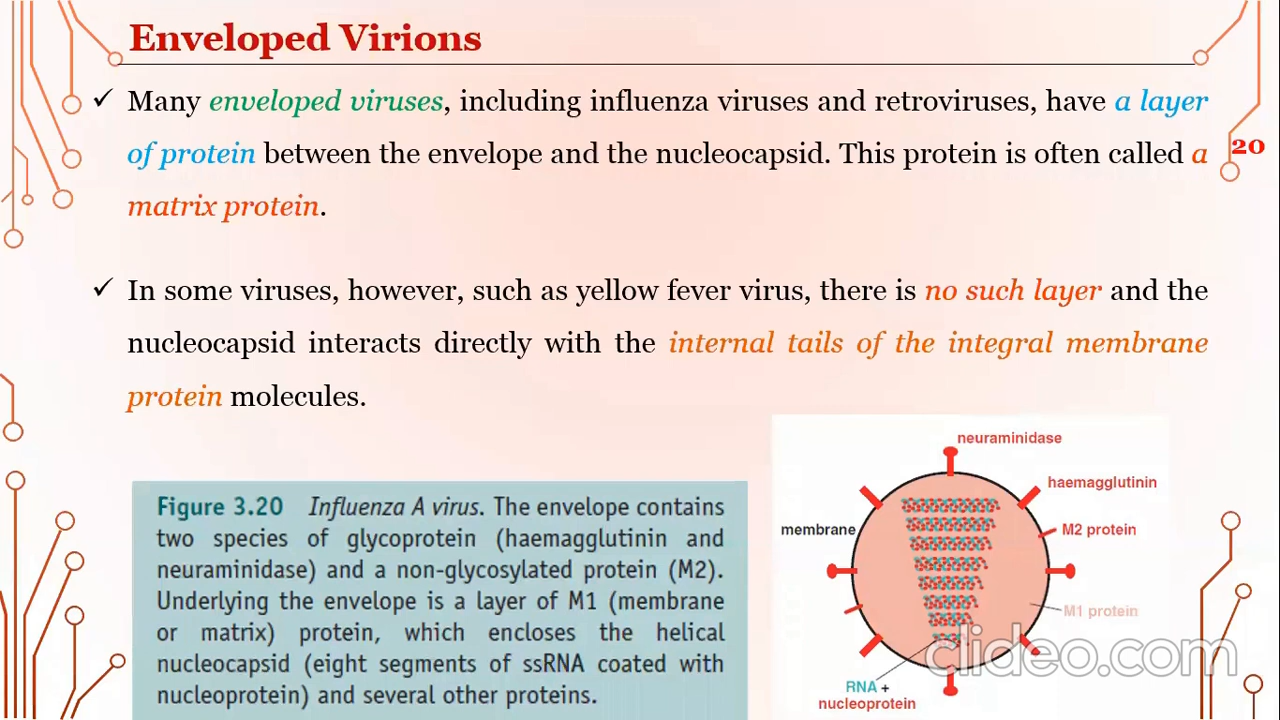 Enveloped Virions
✓ Many enveloped viruses, including influenza viruses and retroviruses, have a layer
of protein between the envelope and the nucleocapsid. This protein is often called a
matrix protein.
20
✓ In some viruses, however, such as yellow fever virus, there is no such layer and the
nucleocapsid interacts directly with the internal tails of the integral membrane
protein molecules.
Figure 3.20 Influenza A virus. The envelope contains
two species of glycoprotein (haemagglutinin and
neuraminidase) and a non-glycosylated protein (M2).
Underlying the envelope is a layer of M1 (membrane
or matrix) protein, which encloses the helical
nucleocapsid (eight segments of ssRNA coated with
nucleoprotein) and several other proteins.
neuraminidase
haemagglutinin
membrane
M2 protein
M1 protein
RNA +
nucleoprotein
clideo.com